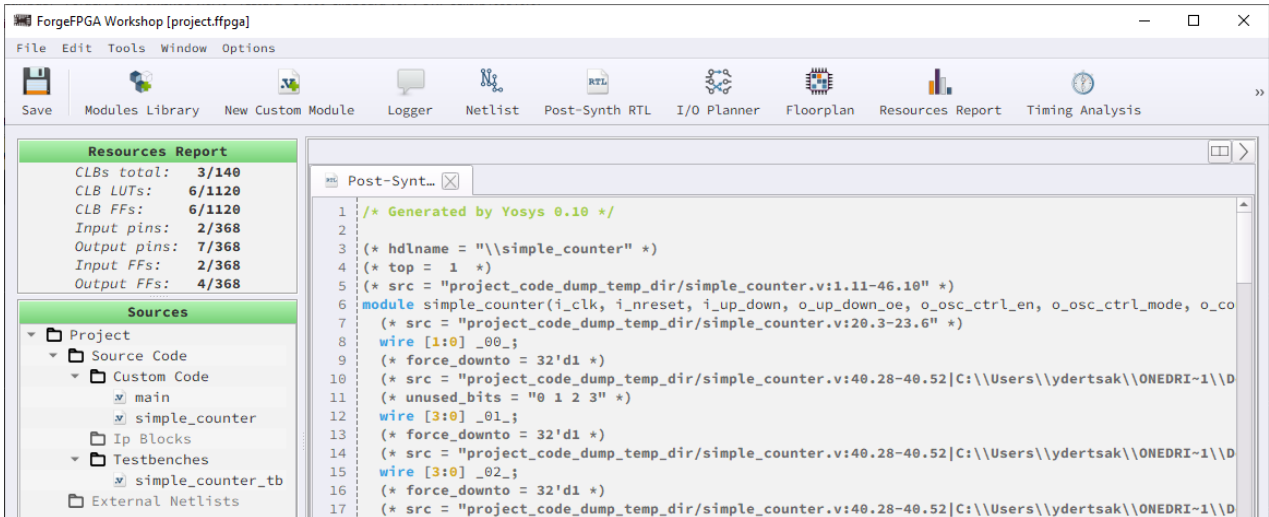 ForgeFPGA Workshop [project.ffpga]
File Edit Tools Window Options
Save Modules Library New Custom Module Logger Netlist Post-Synth RTL I/O Planner Floorplan Resources Report Timing Analysis
Resources Report
CLBs total: 3/140
CLB LUTs: 6/1120
CLB FFs: 6/1120
Input pins: 2/368
Output pins: 7/368
Input FFs: 2/368
Output FFs: 4/368
Sources
Project
Source Code
Custom Code
main
simple_counter
Ip Blocks
Testbenches
simple_counter_tb
External Netlists
Post-Synt…
1 /* Generated by Yosys 0.10 */
2
3 (* hdlname = "\\simple_counter" *)
4 (* top =  1  *)
5 (* src = "project_code_dump_temp_dir/simple_counter.v:1.11-46.10" *)
6 module simple_counter(i_clk, i_nreset, i_up_down, o_up_down_oe, o_osc_ctrl_en, o_osc_ctrl_mode, o_co
7 (* src = "project_code_dump_temp_dir/simple_counter.v:20.3-23.6" *)
8 wire [1:0] _00_;
9 (* force_downto = 32'd1 *)
10 (* src = "project_code_dump_temp_dir/simple_counter.v:40.28-40.52|C:\\Users\\ydertsak\\ONEDRI~1\\D
11 (* unused_bits = "0 1 2 3" *)
12 wire [3:0] _01_;
13 (* force_downto = 32'd1 *)
14 (* src = "project_code_dump_temp_dir/simple_counter.v:40.28-40.52|C:\\Users\\ydertsak\\ONEDRI~1\\D
15 wire [3:0] _02_;
16 (* force_downto = 32'd1 *)
17 (* src = "project_code_dump_temp_dir/simple_counter.v:40.28-40.52|C:\\Users\\ydertsak\\ONEDRI~1\\D